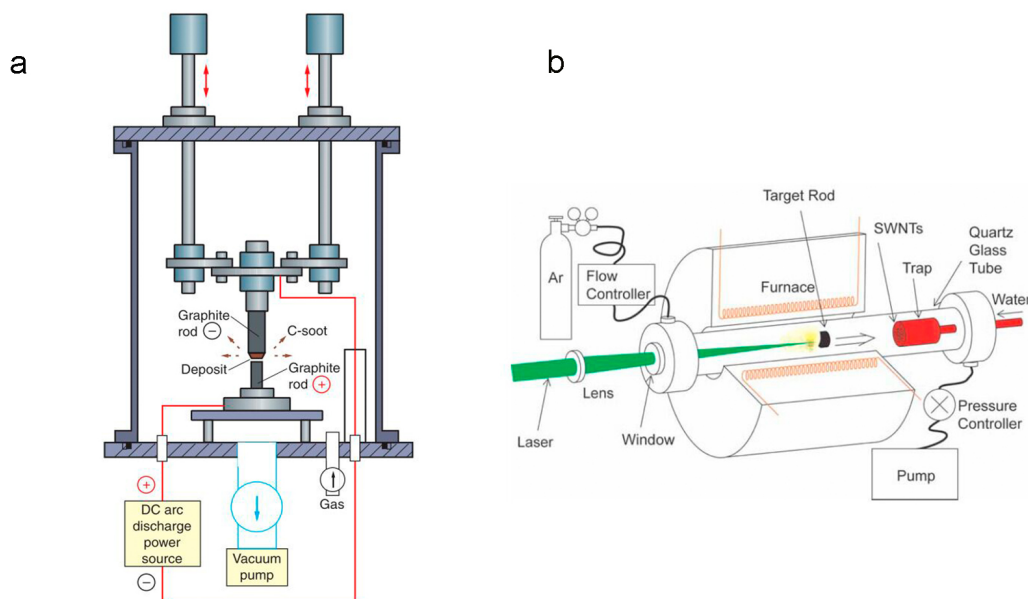 a
Graphite
rod ⊖
C-soot
Deposit
Graphite
rod ⊕
⊕
DC arc
discharge
power
source
⊖
Gas
Vacuum
pump
b
Target Rod
SWNTs
Quartz
Glass
Tube
Trap
Ar
Flow
Controller
Furnace
Water
Lens
Laser
Window
Pressure
Controller
Pump